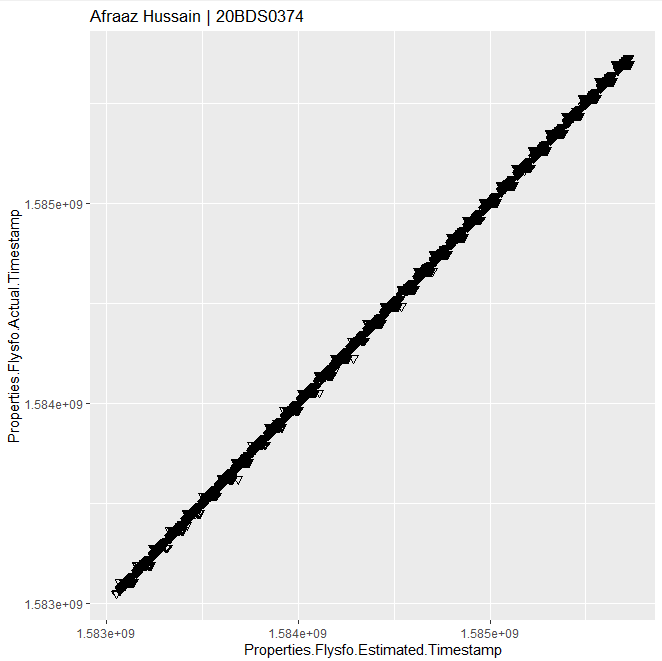 Afraaz Hussain | 20BDS0374
Properties.Flysfo.Actual.Timestamp
1.585e+09
1.584e+09
1.583e+09
1.583e+09 1.584e+09 1.585e+09
Properties.Flysfo.Estimated.Timestamp